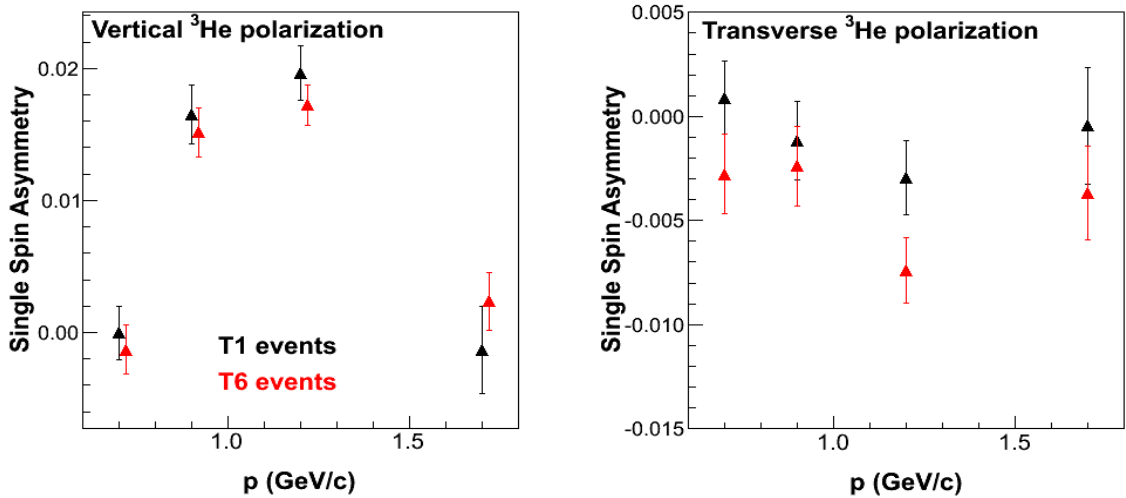 Vertical ³He polarization
Single Spin Asymmetry
0.02
0.01
0.00
T1 events
T6 events
1.0 1.5
p (GeV/c)
Transverse ³He polarization
Single Spin Asymmetry
0.005
0.000
-0.005
-0.010
-0.015
1.0 1.5
p (GeV/c)